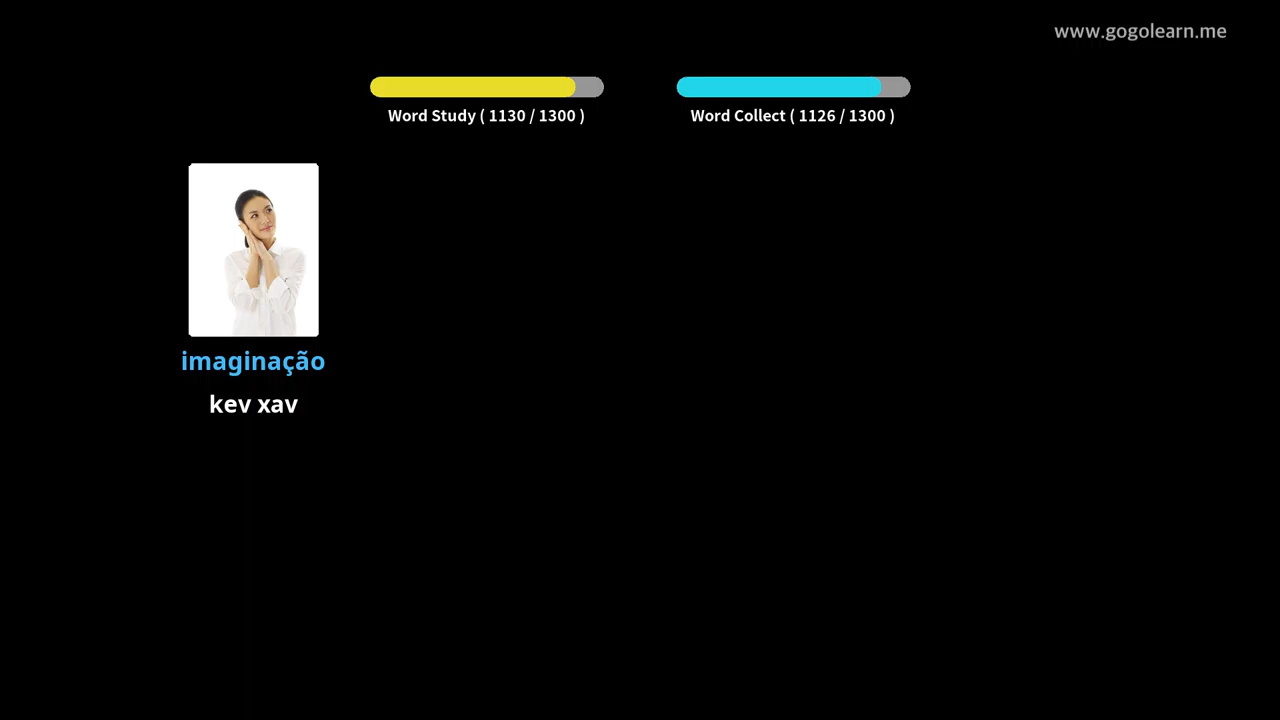 www.gogolearn.me
Word Study ( 1130 / 1300 )
Word Collect ( 1126 / 1300 )
imaginação
kev xav